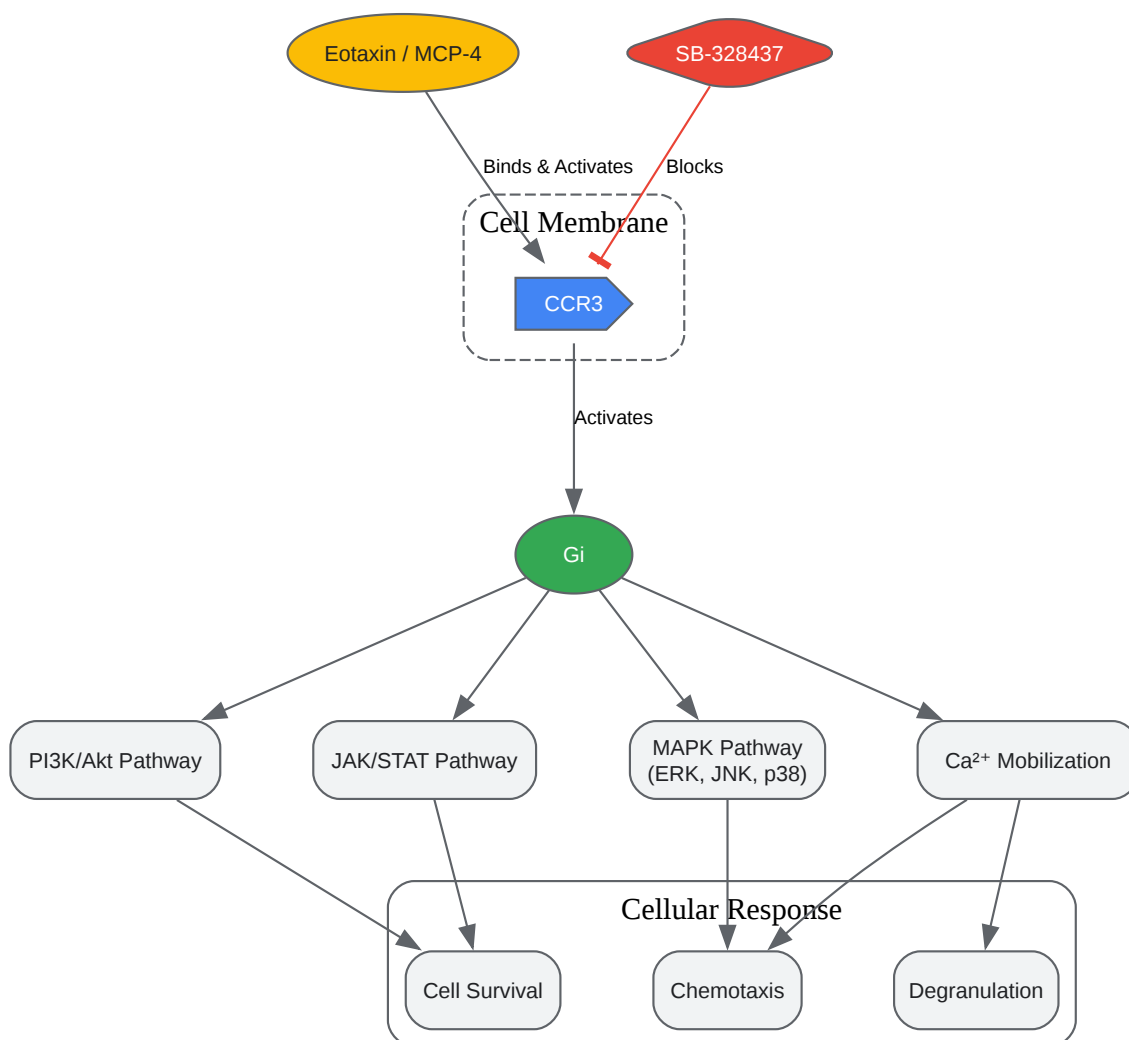 Eotaxin / MCP-4
SB-328437
Binds & Activates
Blocks
Cell Membrane
CCR3
Activates
Gi
PI3K/Akt Pathway
JAK/STAT Pathway
MAPK Pathway
(ERK, JNK, p38)
Ca²⁺ Mobilization
Cellular Response
Cell Survival
Chemotaxis
Degranulation